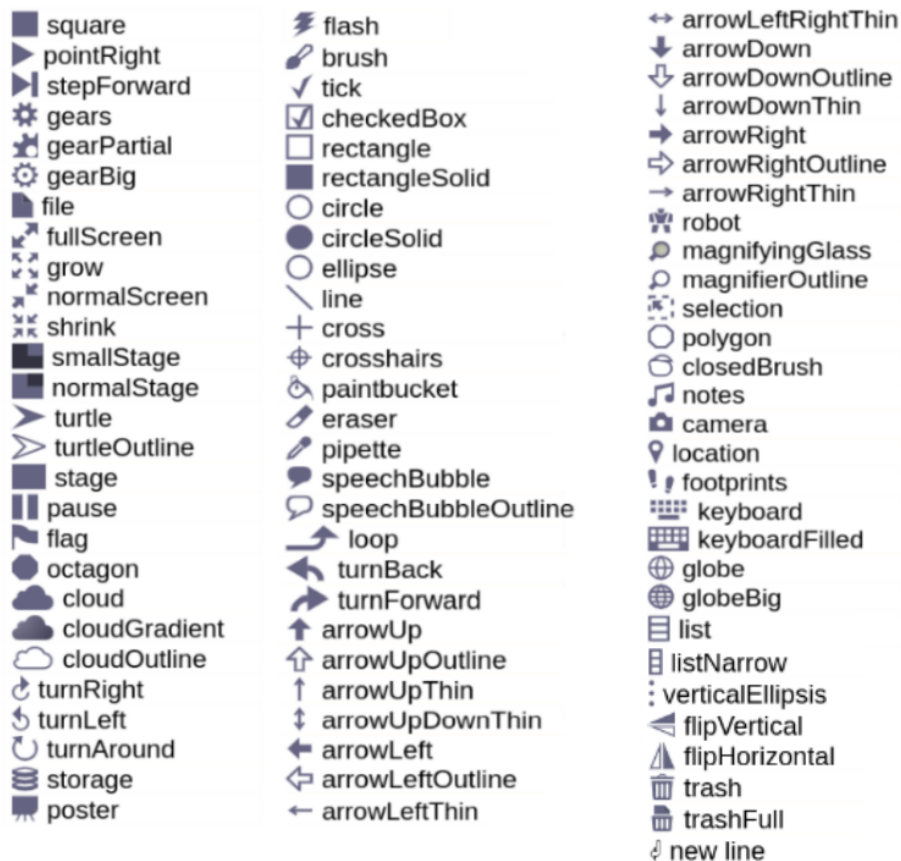 square
pointRight
stepForward
gears
gearPartial
gearBig
file
fullScreen
grow
normalScreen
shrink
smallStage
normalStage
turtle
turtleOutline
stage
pause
flag
octagon
cloud
cloudGradient
cloudOutline
turnRight
turnLeft
turnAround
storage
poster
flash
brush
tick
checkedBox
rectangle
rectangleSolid
circle
circleSolid
ellipse
line
cross
crosshairs
paintbucket
eraser
pipette
speechBubble
speechBubbleOutline
loop
turnBack
turnForward
arrowUp
arrowUpOutline
arrowUpThin
arrowUpDownThin
arrowLeft
arrowLeftOutline
arrowLeftThin
arrowLeftRightThin
arrowDown
arrowDownOutline
arrowDownThin
arrowRight
arrowRightOutline
arrowRightThin
robot
magnifyingGlass
magnifierOutline
selection
polygon
closedBrush
notes
camera
location
footprints
keyboard
keyboardFilled
globe
globeBig
list
listNarrow
verticalEllipsis
flipVertical
flipHorizontal
trash
trashFull
new line